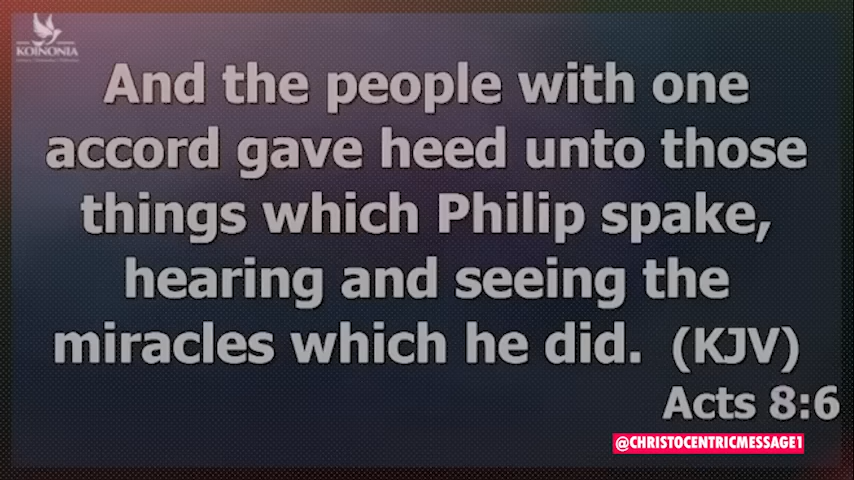 KOINONIA
And the people with one
accord gave heed unto those
things which Philip spake,
hearing and seeing the
miracles which he did. (KJV)
Acts 8:6
@CHRISTOCENTRICMESSAGE1